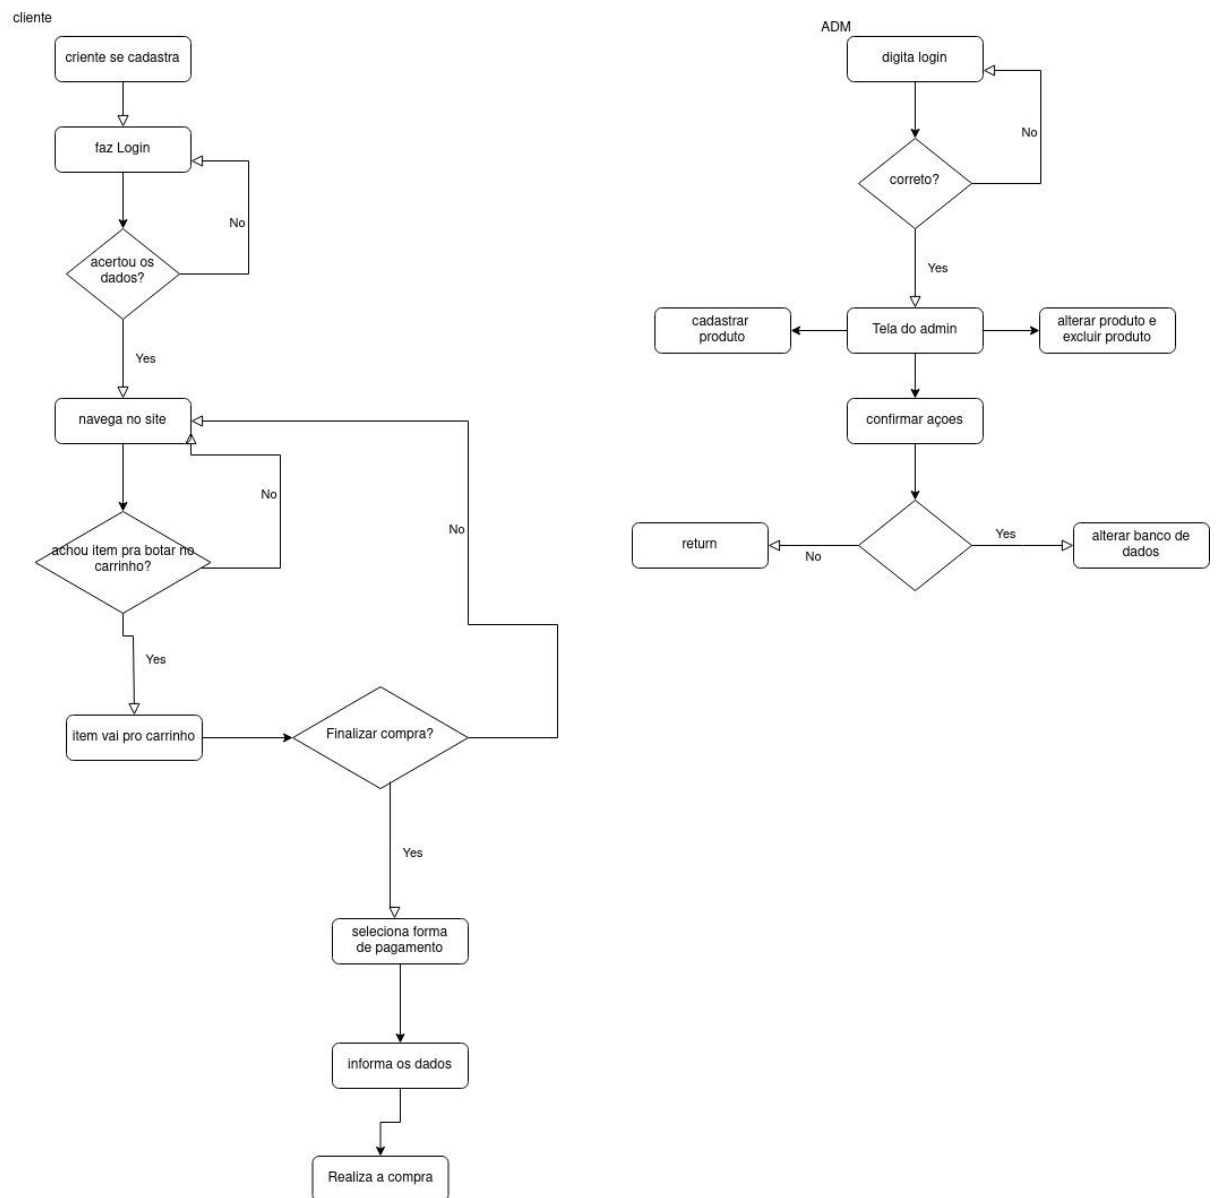 cliente
criente se cadastra
faz Login
No
acertou os
dados?
Yes
navega no site
No
No
achou item pra botar no
carrinho?
Yes
item vai pro carrinho
Finalizar compra?
Yes
seleciona forma
de pagamento
informa os dados
Realiza a compra
ADM
digita login
No
correto?
Yes
cadastrar
produto
Tela do admin
alterar produto e
excluir produto
confirmar açoes
return
No
Yes
alterar banco de
dados